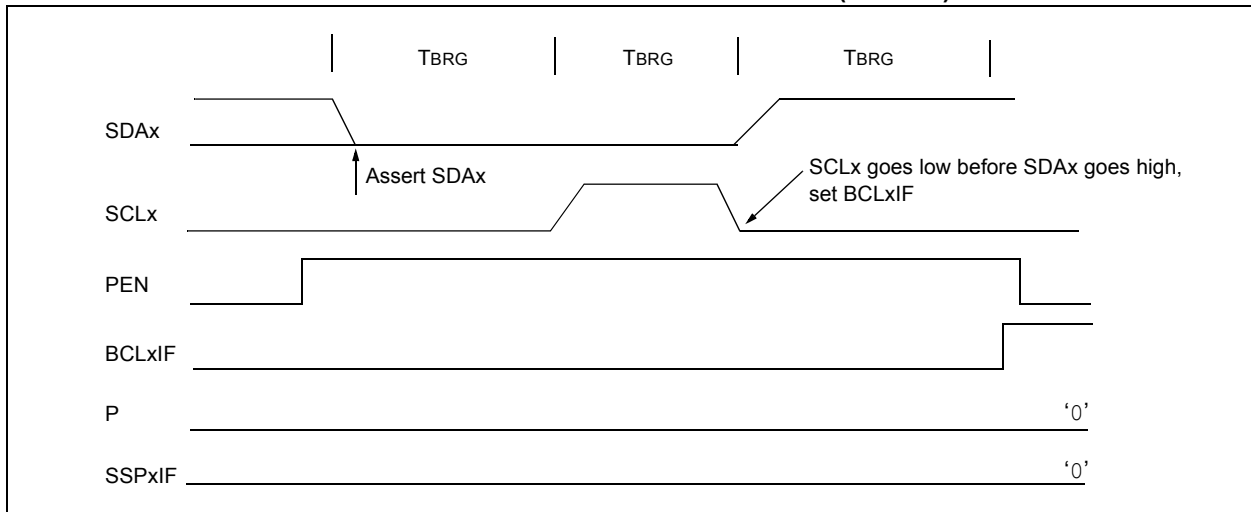 TBRG TBRG TBRG
SDAx
Assert SDAx
SCLx goes low before SDAx goes high,
set BCLxIF
SCLx
PEN
BCLxIF
P ‘0’
SSPxIF ‘0’